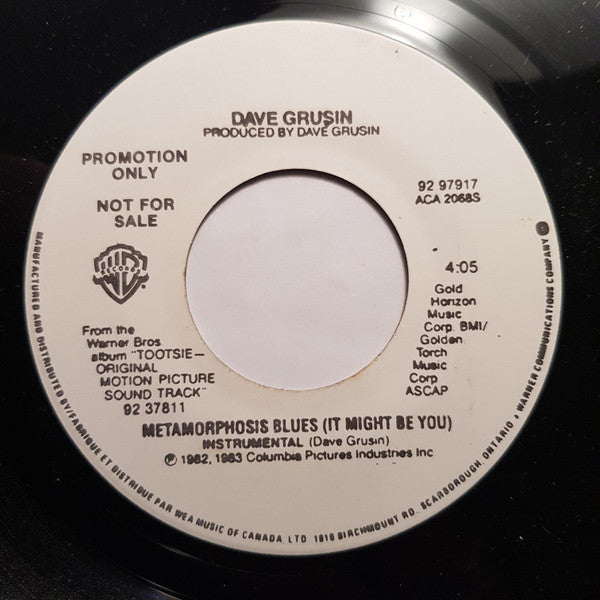 DAVE GRUSIN
PRODUCED BY DAVE GRUSIN
PROMOTION
ONLY
NOT FOR
SALE
92 97917
ACA 2068S
WB
RECORDS
4:05
Gold
Horizon
Music
Corp. BMI/
Golden
Torch
Music
Corp
ASCAP
From the
Warner Bros
album "TOOTSIE—
ORIGINAL
MOTION PICTURE
SOUND TRACK"
92 37811
METAMORPHOSIS BLUES (IT MIGHT BE YOU)
INSTRUMENTAL (Dave Grusin)
℗ 1982, 1983 Columbia Pictures Industries Inc
MANUFACTURED AND DISTRIBUTED BY/FABRIQUE ET DISTRIBUE PAR WEA MUSIC OF CANADA, LTD 1810 BIRCHMOUNT RD., SCARBOROUGH, ONTARIO, WARNER COMMUNICATIONS COMPANY